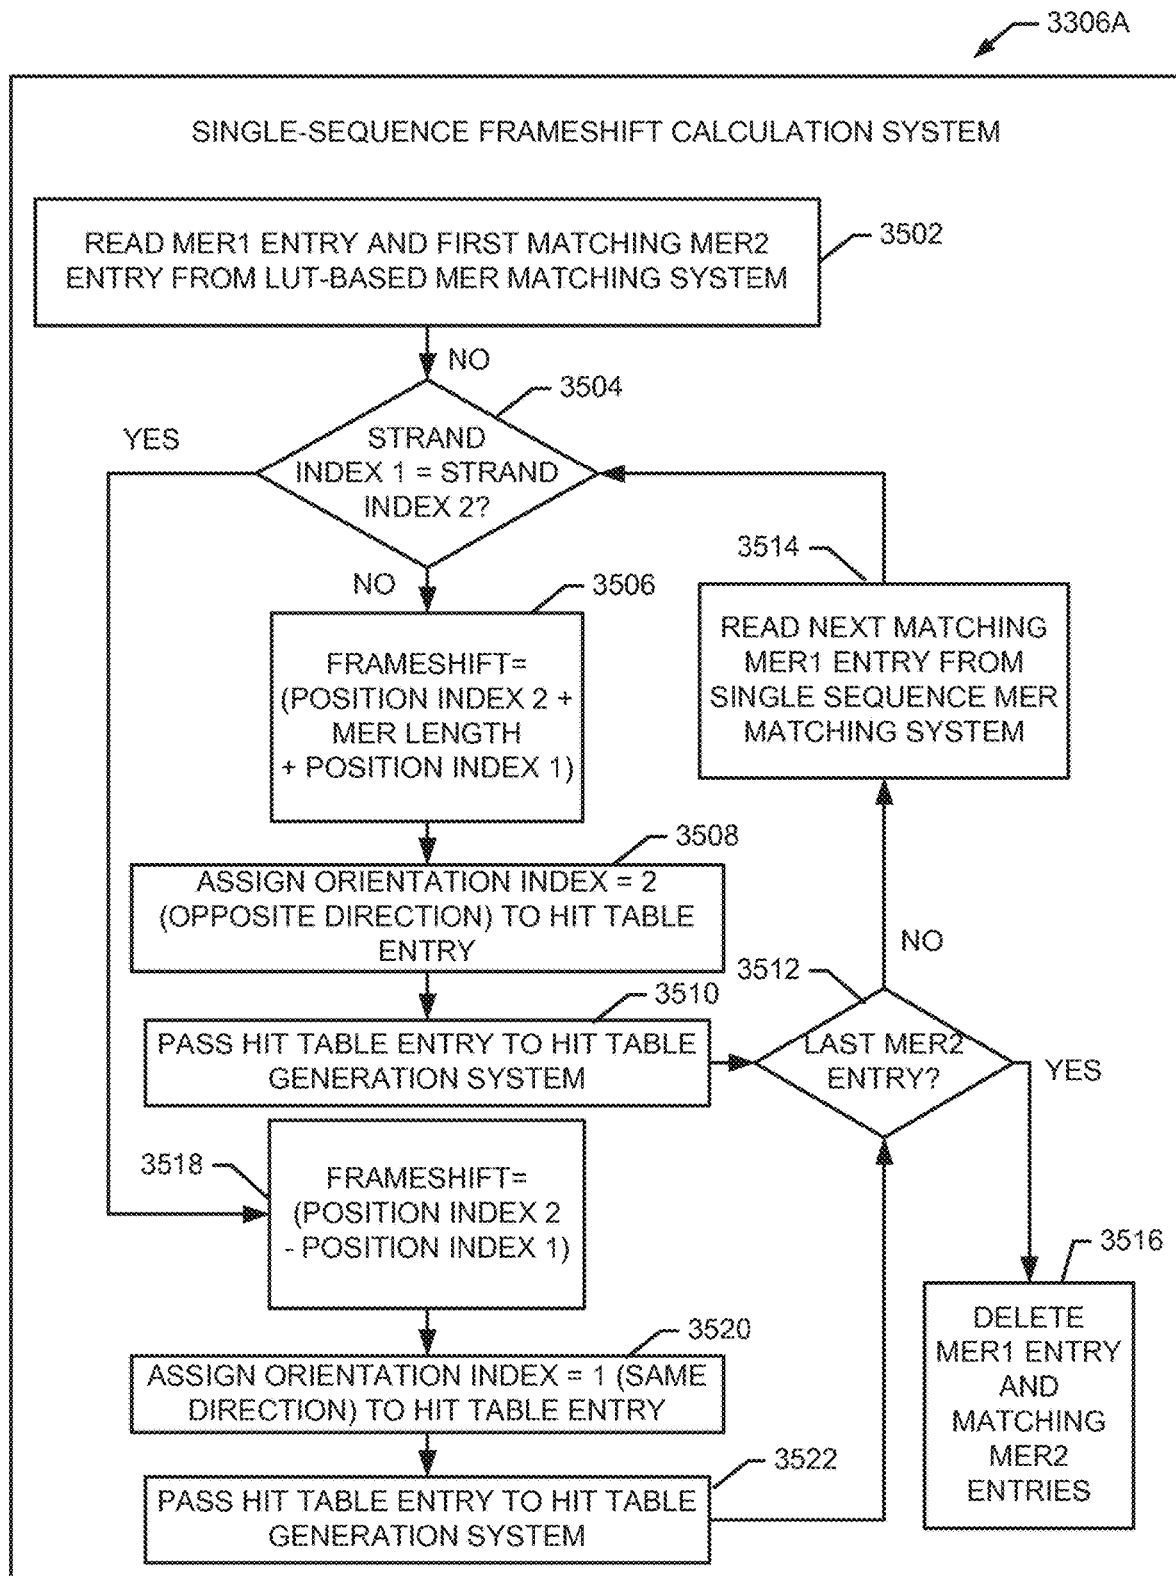 3306A
SINGLE-SEQUENCE FRAMESHIFT CALCULATION SYSTEM
READ MER1 ENTRY AND FIRST MATCHING MER2
ENTRY FROM LUT-BASED MER MATCHING SYSTEM
3502
NO
3504
YES
STRAND
INDEX 1 = STRAND
INDEX 2?
NO
3506
FRAMESHIFT=
(POSITION INDEX 2 +
MER LENGTH
+ POSITION INDEX 1)
3514
READ NEXT MATCHING
MER1 ENTRY FROM
SINGLE SEQUENCE MER
MATCHING SYSTEM
3508
ASSIGN ORIENTATION INDEX = 2
(OPPOSITE DIRECTION) TO HIT TABLE
ENTRY
NO
3512
3510
PASS HIT TABLE ENTRY TO HIT TABLE
GENERATION SYSTEM
LAST MER2
ENTRY?
YES
3518
FRAMESHIFT=
(POSITION INDEX 2
- POSITION INDEX 1)
3516
DELETE
MER1 ENTRY
AND
MATCHING
MER2
ENTRIES
3520
ASSIGN ORIENTATION INDEX = 1 (SAME
DIRECTION) TO HIT TABLE ENTRY
3522
PASS HIT TABLE ENTRY TO HIT TABLE
GENERATION SYSTEM